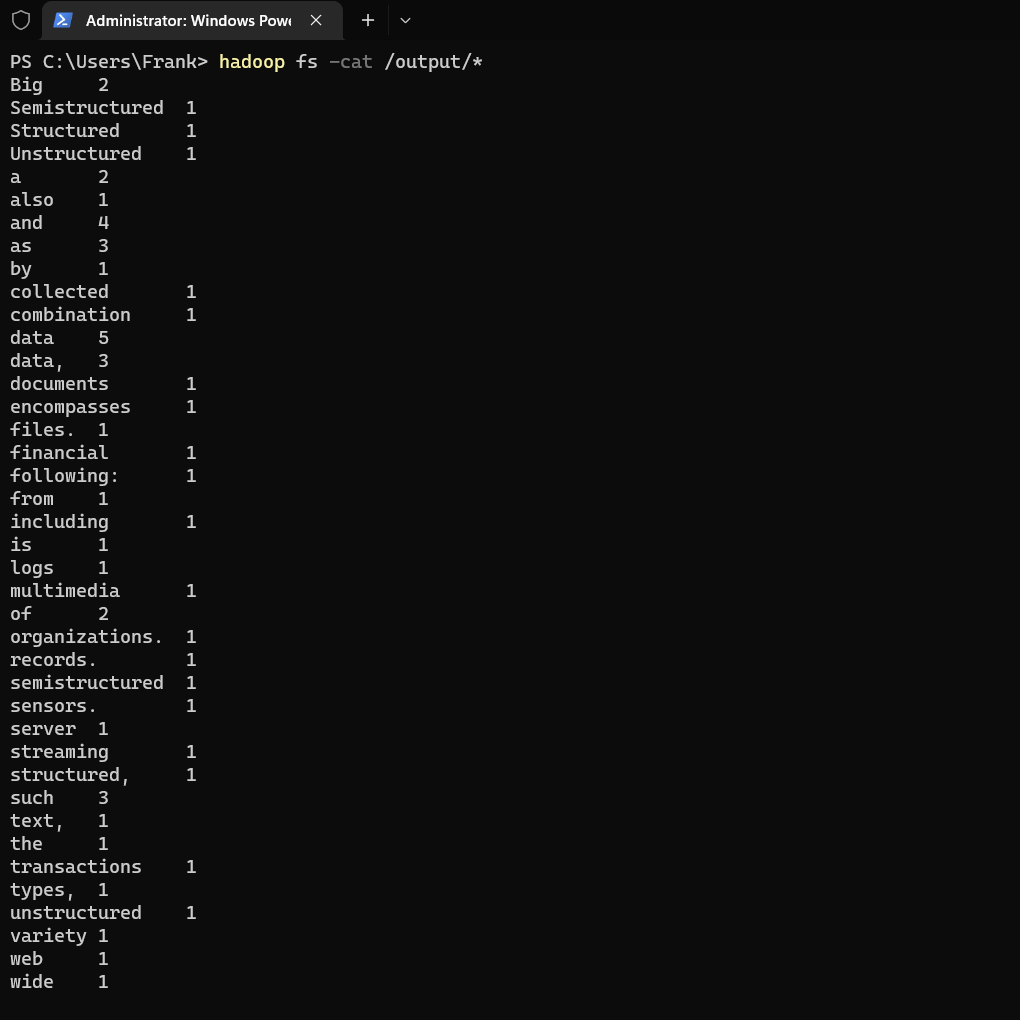 Administrator: Windows Powe
PS C:\Users\Frank> hadoop fs -cat /output/*
Big 2
Semistructured 1
Structured 1
Unstructured 1
a 2
also 1
and 4
as 3
by 1
collected 1
combination 1
data 5
data, 3
documents 1
encompasses 1
files. 1
financial 1
following: 1
from 1
including 1
is 1
logs 1
multimedia 1
of 2
organizations. 1
records. 1
semistructured 1
sensors. 1
server 1
streaming 1
structured, 1
such 3
text, 1
the 1
transactions 1
types, 1
unstructured 1
variety 1
web 1
wide 1